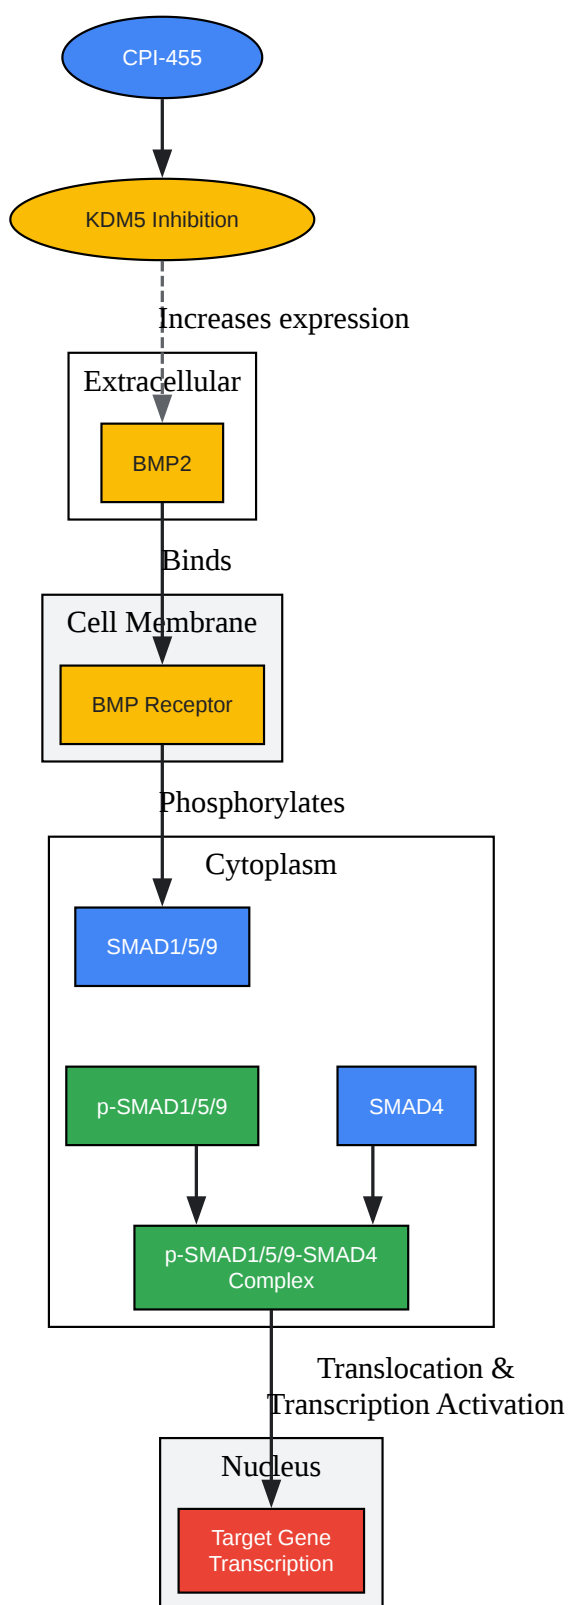 CPI-455
KDM5 Inhibition
Increases expression
Extracellular
BMP2
Binds
Cell Membrane
BMP Receptor
Phosphorylates
Cytoplasm
SMAD1/5/9
p-SMAD1/5/9
SMAD4
p-SMAD1/5/9-SMAD4
Complex
Translocation &
Transcription Activation
Nucleus
Target Gene
Transcription